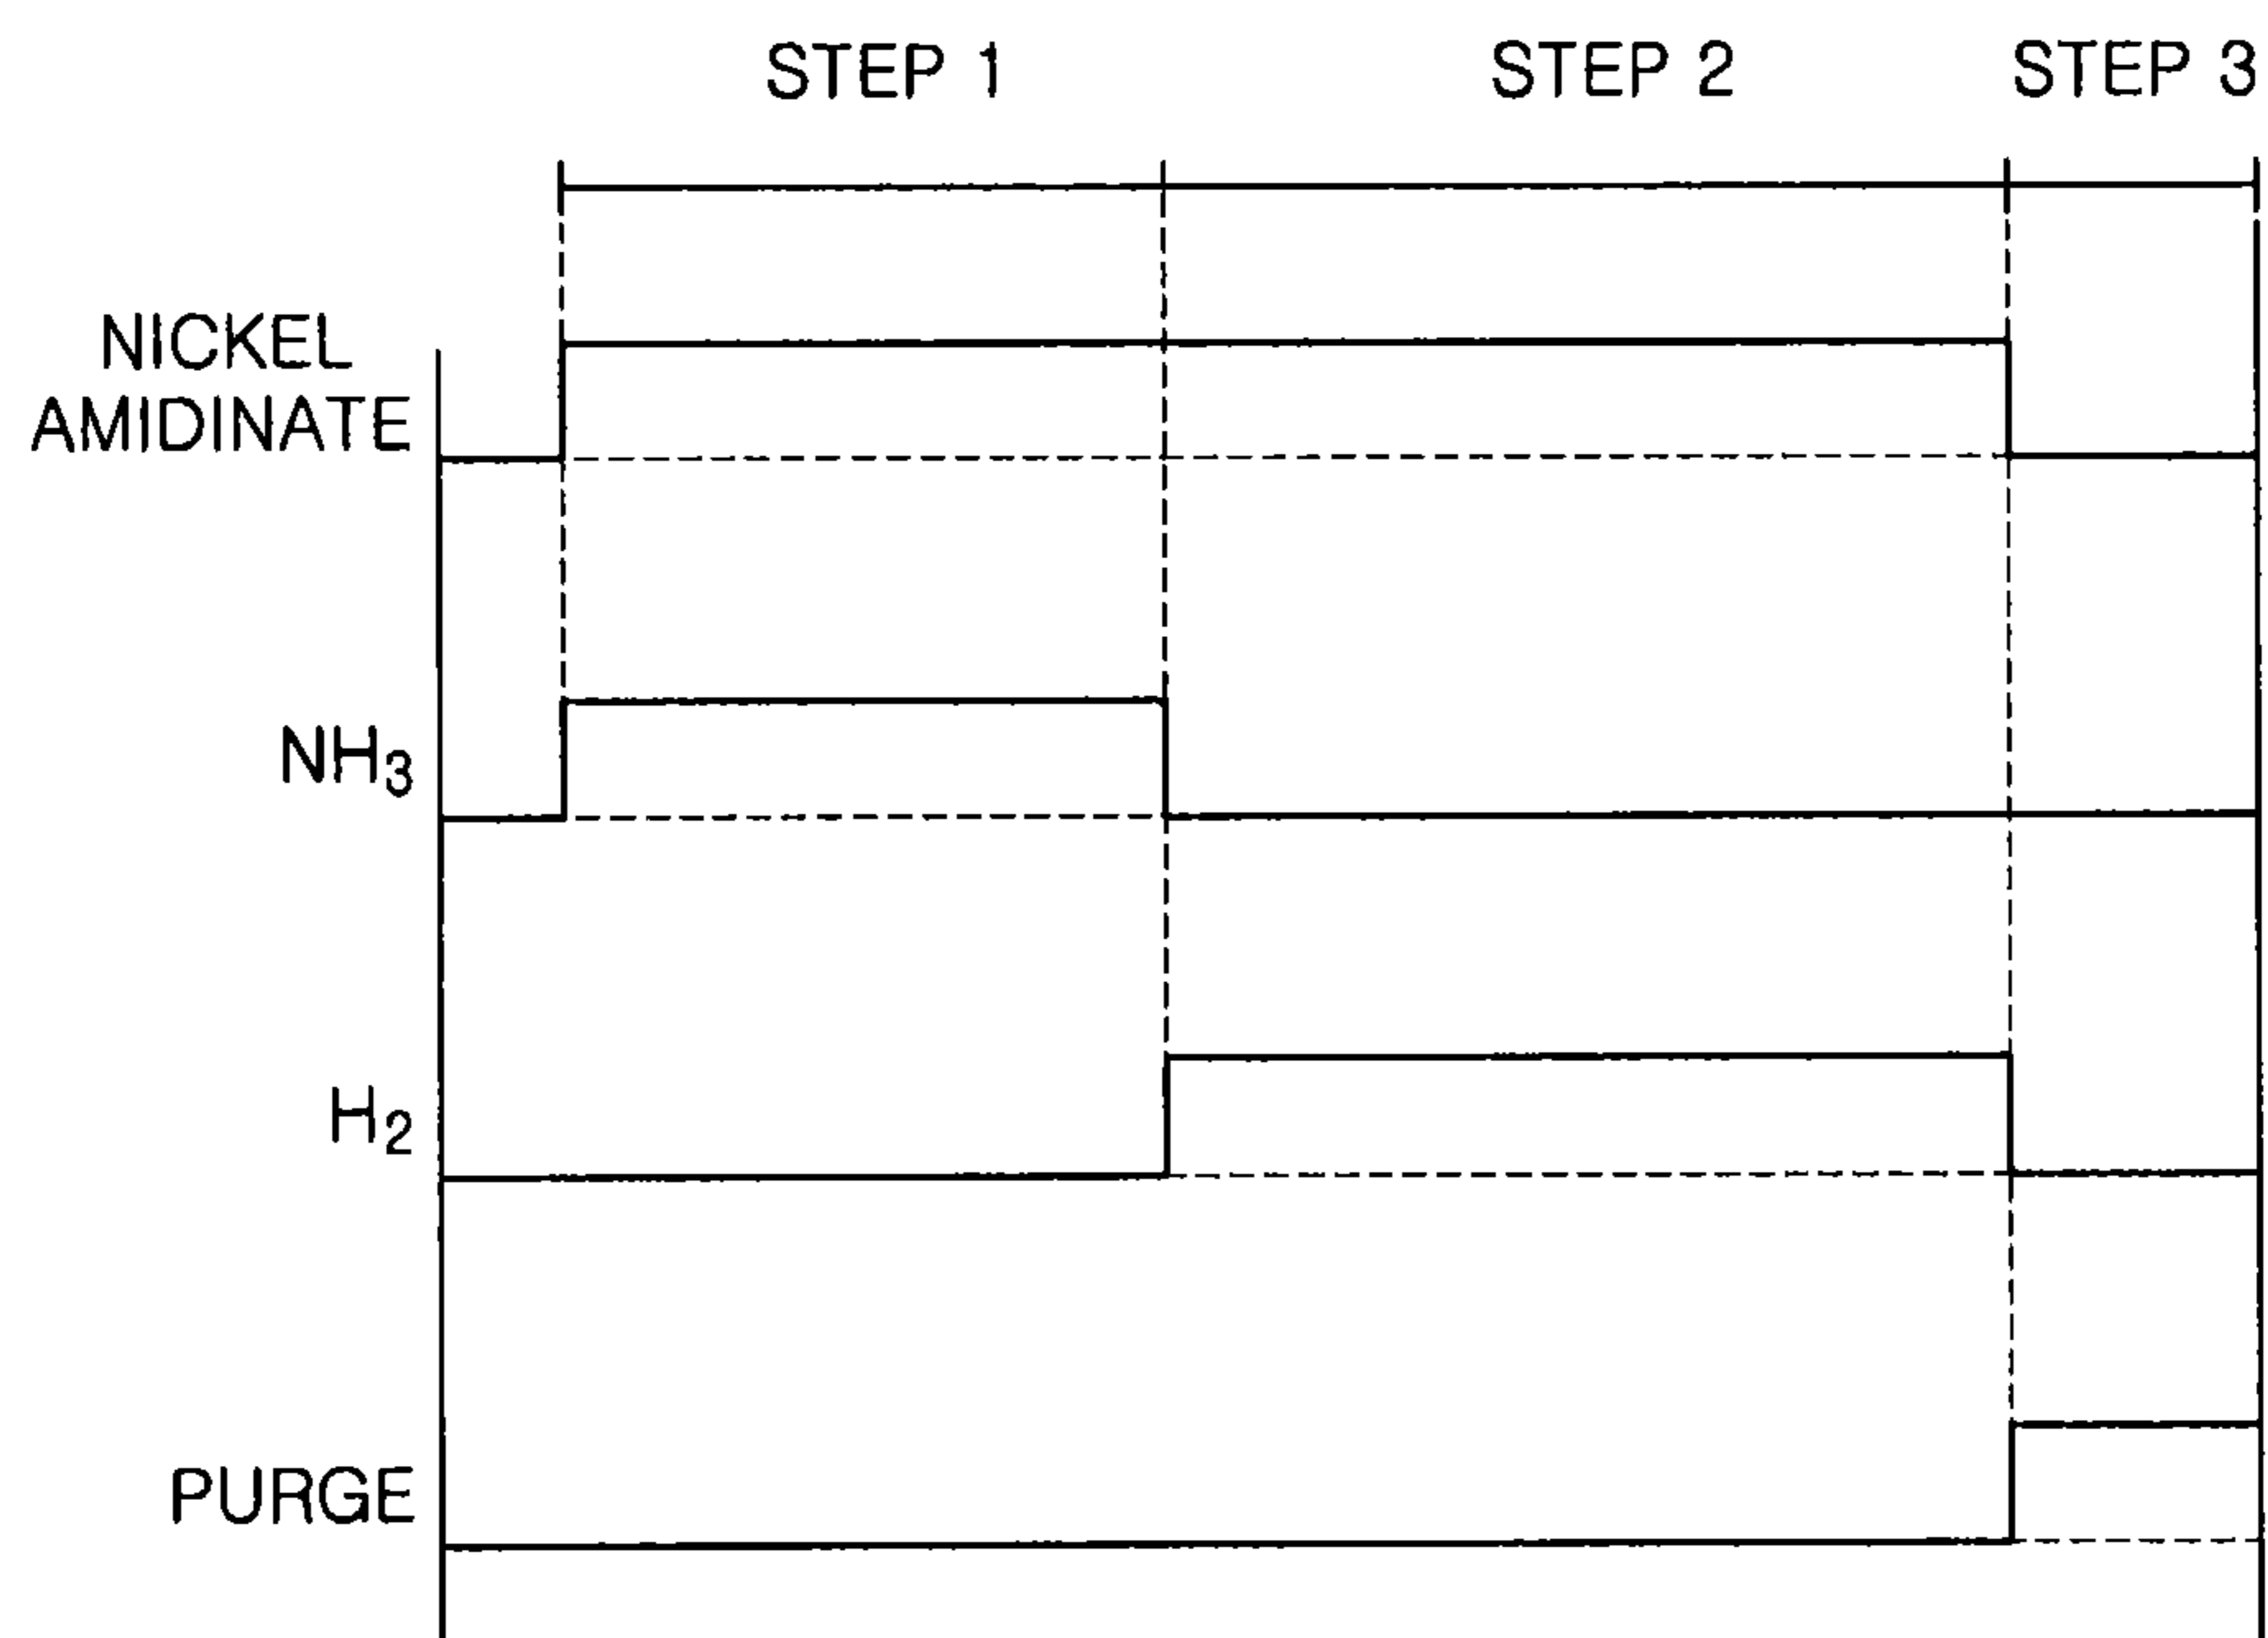 STEP 1 STEP 2 STEP 3
NICKEL
AMIDINATE
NH₃
H₂
PURGE